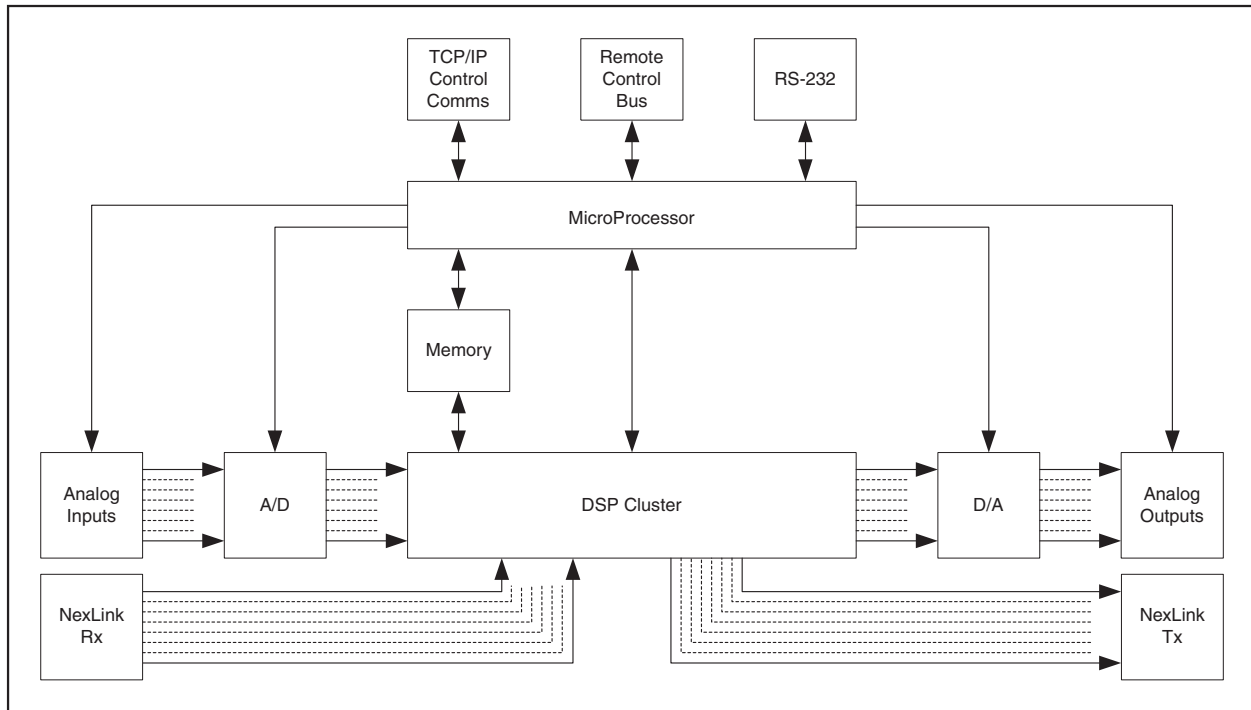 TCP/IP
Control
Comms
Remote
Control
Bus
RS-232
MicroProcessor
Memory
Analog
Inputs
A/D
DSP Cluster
D/A
Analog
Outputs
NexLink
Rx
NexLink
Tx